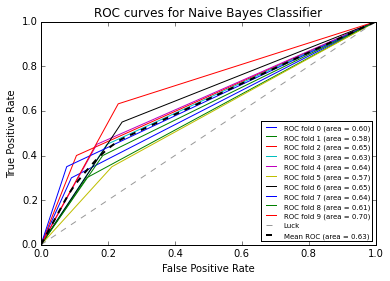 ROC curves for Naive Bayes Classifier
True Positive Rate
1.0
0.8
0.6
0.4
0.2
0.0
0.0
0.2
0.4
0.6
0.8
1.0
False Positive Rate
ROC fold 0 (area = 0.60)
ROC fold 1 (area = 0.58)
ROC fold 2 (area = 0.65)
ROC fold 3 (area = 0.63)
ROC fold 4 (area = 0.64)
ROC fold 5 (area = 0.57)
ROC fold 6 (area = 0.65)
ROC fold 7 (area = 0.64)
ROC fold 8 (area = 0.61)
ROC fold 9 (area = 0.70)
Luck
Mean ROC (area = 0.63)